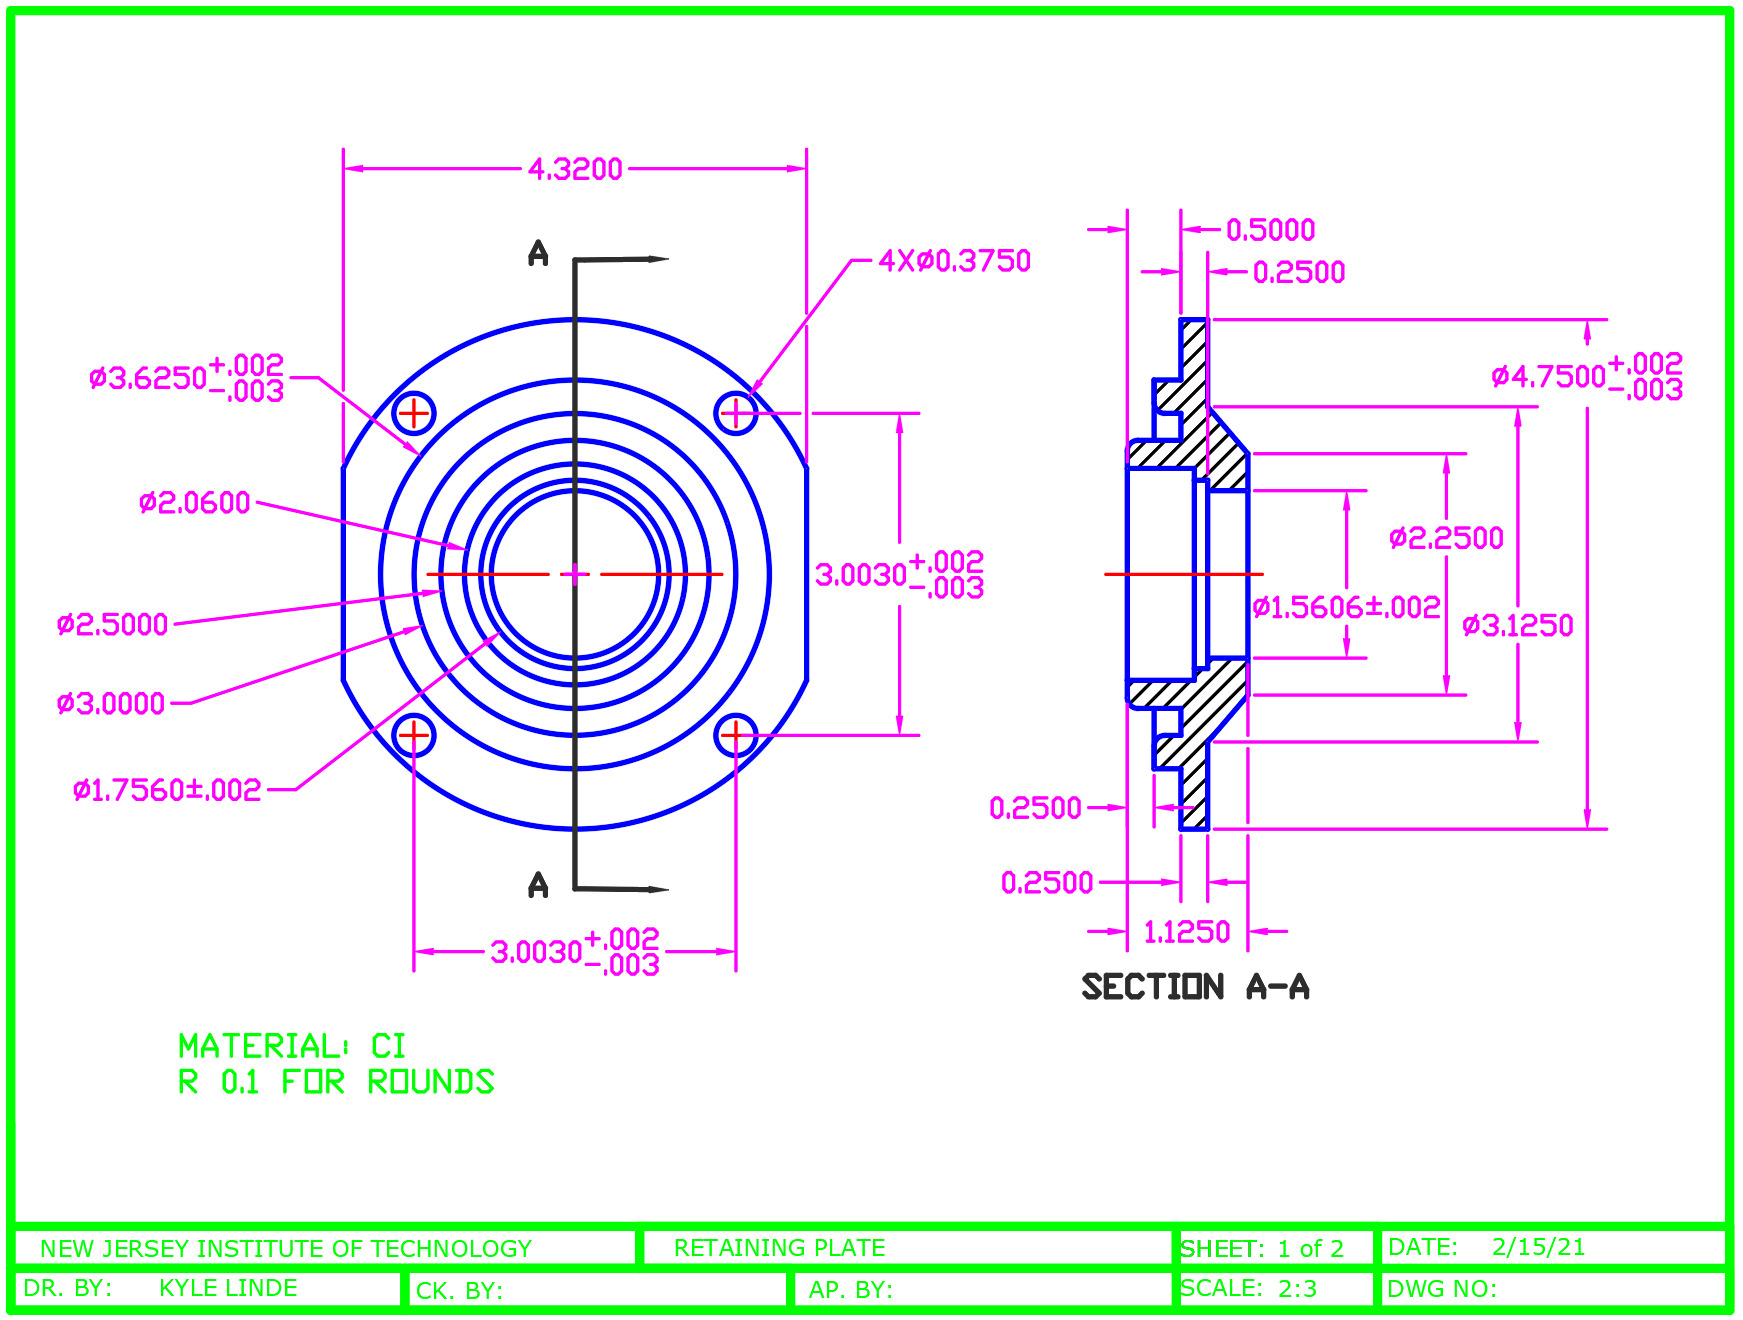 4.3200
A
4XØ0.3750
0.5000
0.2500
Ø3.6250+.002
-.003
Ø4.7500+.002
-.003
Ø2.0600
Ø2.2500
3.0030+.002
-.003
Ø1.5606±.002
Ø2.5000
Ø3.1250
Ø3.0000
Ø1.7560±.002
0.2500
A
0.2500
3.0030+.002
-.003
1.1250
SECTION A-A
MATERIAL: CI
R 0.1 FOR ROUNDS
NEW JERSEY INSTITUTE OF TECHNOLOGY
RETAINING PLATE
SHEET: 1 of 2
DATE: 2/15/21
DR. BY: KYLE LINDE
CK. BY:
AP. BY:
SCALE: 2:3
DWG NO: